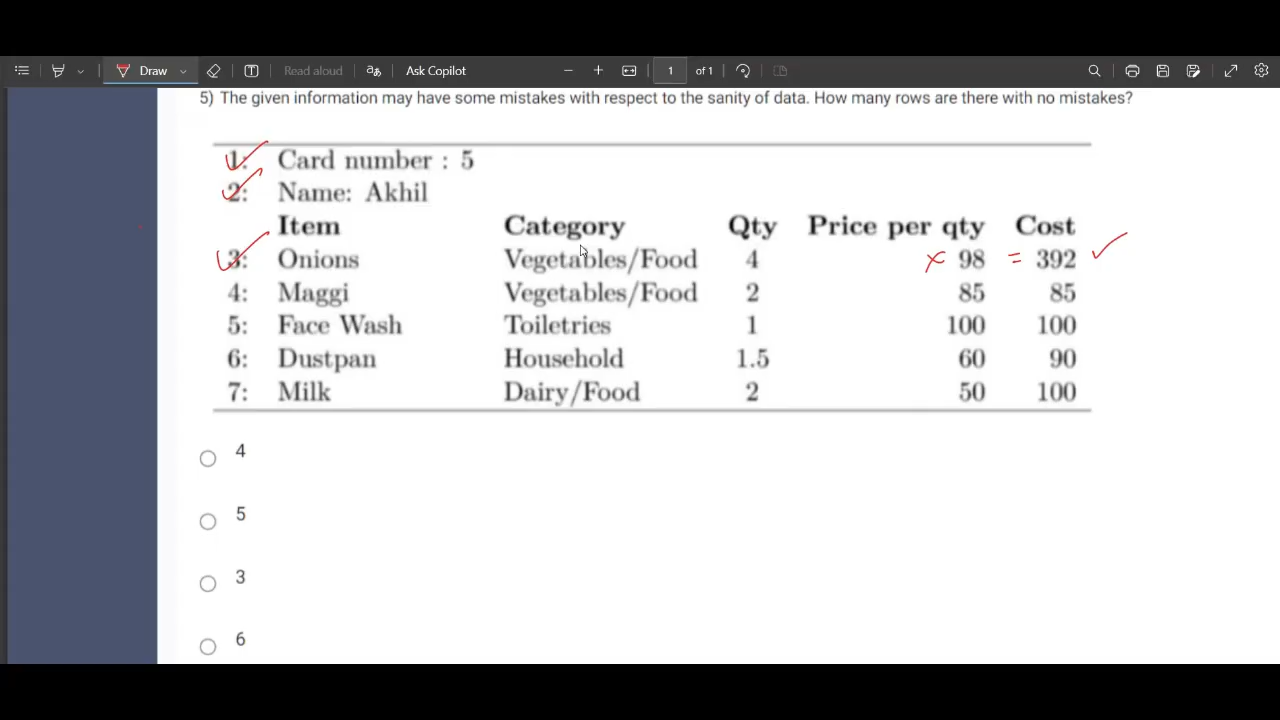 Draw Read aloud aあ Ask Copilot 1 of 1
5) The given information may have some mistakes with respect to the sanity of data. How many rows are there with no mistakes?
1: Card number : 5
2: Name: Akhil
Item Category Qty Price per qty Cost
3: Onions Vegetables/Food 4 × 98 = 392
4: Maggi Vegetables/Food 2 85 85
5: Face Wash Toiletries 1 100 100
6: Dustpan Household 1.5 60 90
7: Milk Dairy/Food 2 50 100
4
5
3
6